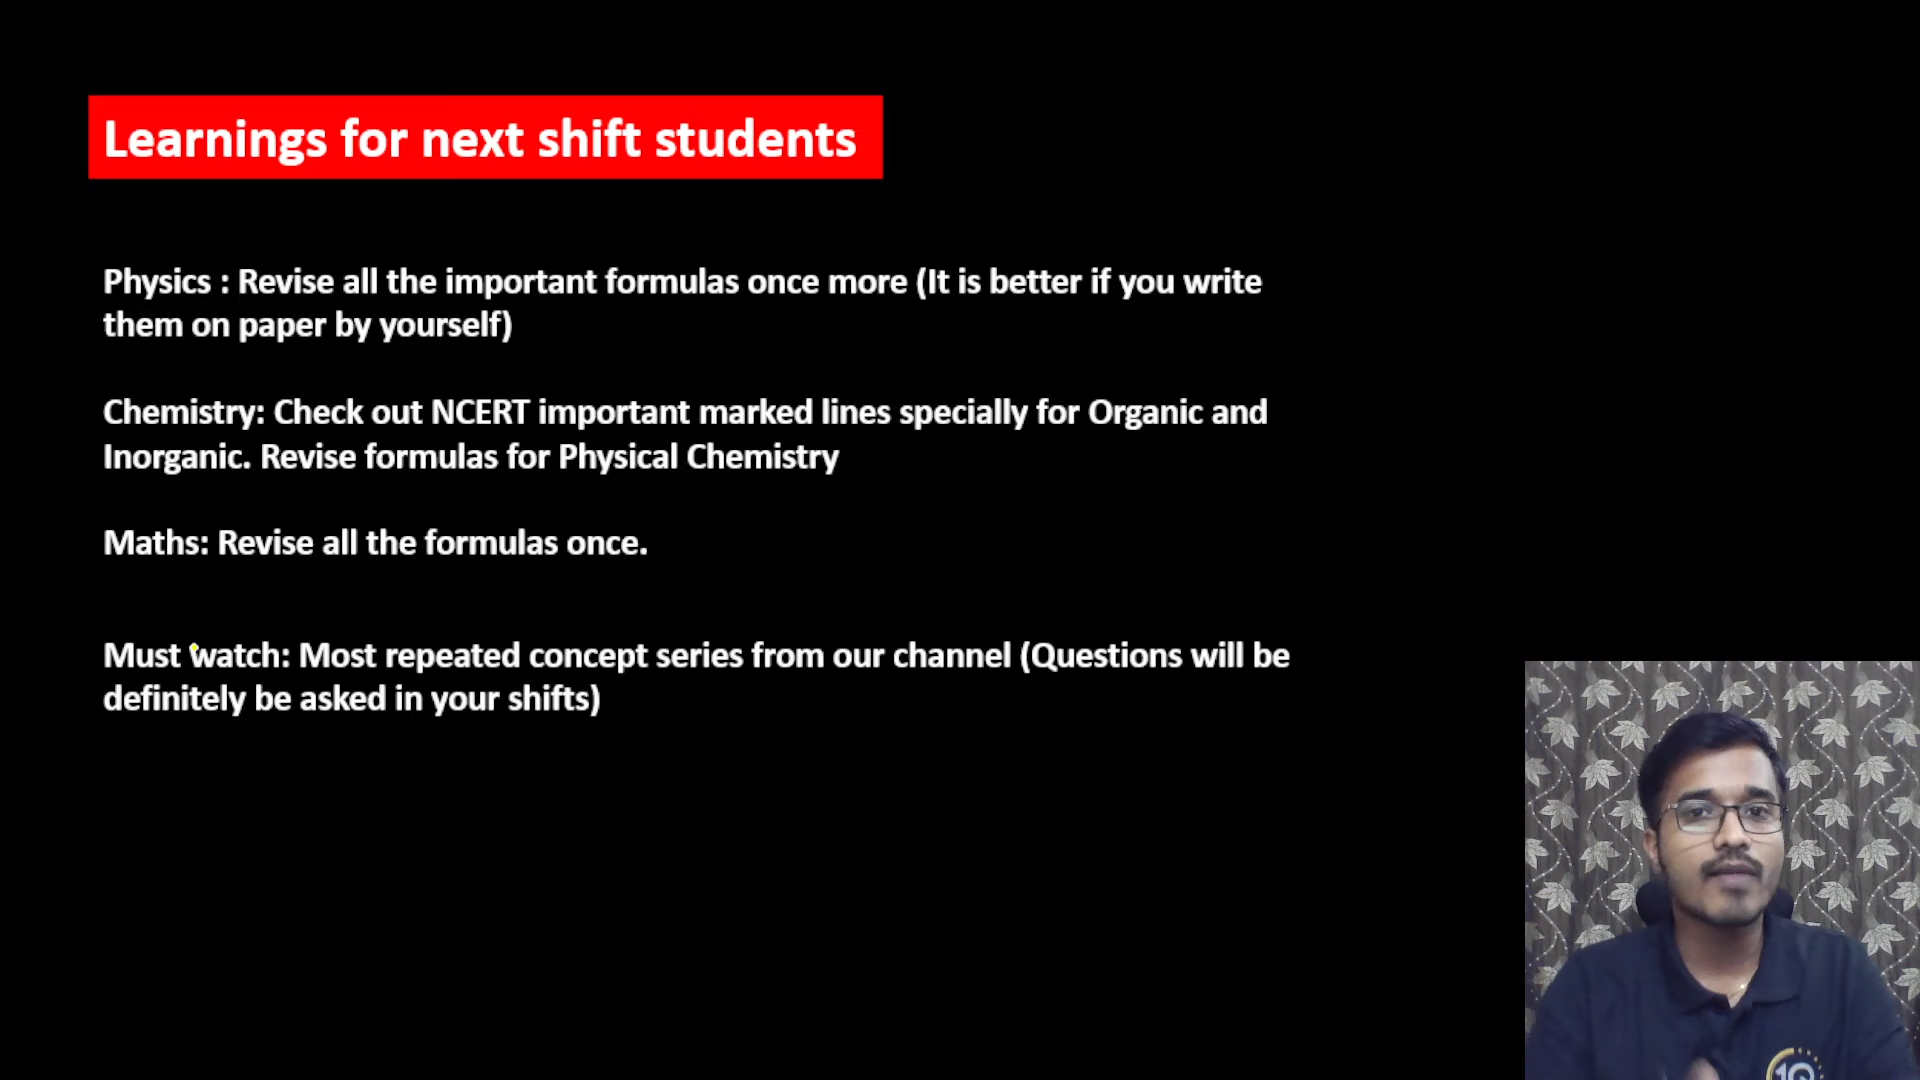 Learnings for next shift students
Physics : Revise all the important formulas once more (It is better if you write
them on paper by yourself)
Chemistry: Check out NCERT important marked lines specially for Organic and
Inorganic. Revise formulas for Physical Chemistry
Maths: Revise all the formulas once.
Must watch: Most repeated concept series from our channel (Questions will be
definitely be asked in your shifts)